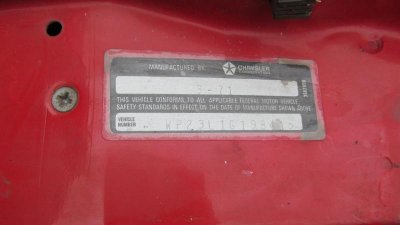 MANUFACTURED BY CHRYSLER
3-71
THIS VEHICLE CONFORMS TO ALL APPLICABLE FEDERAL MOTOR VEHICLE
SAFETY STANDARDS IN EFFECT ON THE DATE OF MANUFACTURE SHOWN ABOVE.
VEHICLE
NUMBER